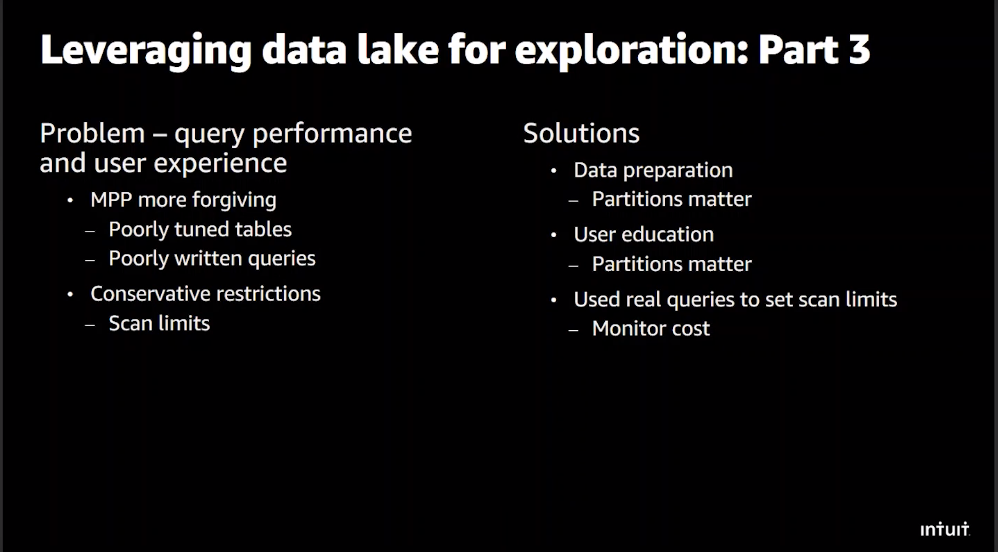 Leveraging data lake for exploration: Part 3
Problem – query performance
and user experience
• MPP more forgiving
– Poorly tuned tables
– Poorly written queries
• Conservative restrictions
– Scan limits
Solutions
• Data preparation
– Partitions matter
• User education
– Partitions matter
• Used real queries to set scan limits
– Monitor cost
INTUIT